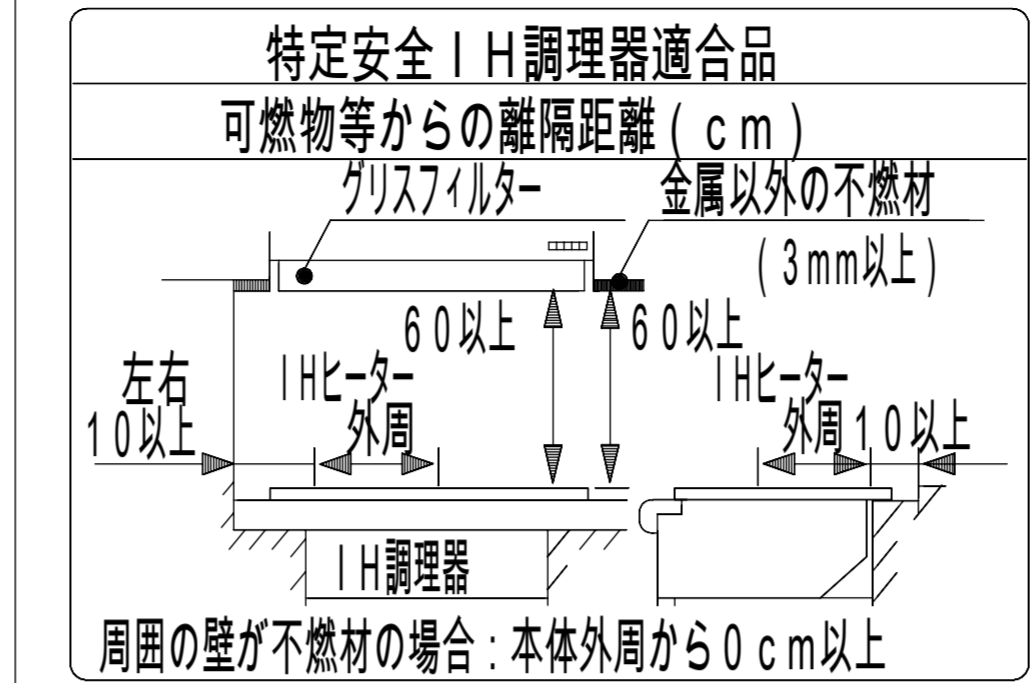 特定安全ＩＨ調理器適合品
可燃物等からの離隔距離(ｃｍ)
グリスフィルター
金属以外の不燃材
(３mm以上)
６０以上
６０以上
左右
１０以上
ＩＨヒーター
外周
ＩＨヒーター
外周１０以上
ＩＨ調理器
周囲の壁が不燃材の場合：本体外周から０ｃｍ以上